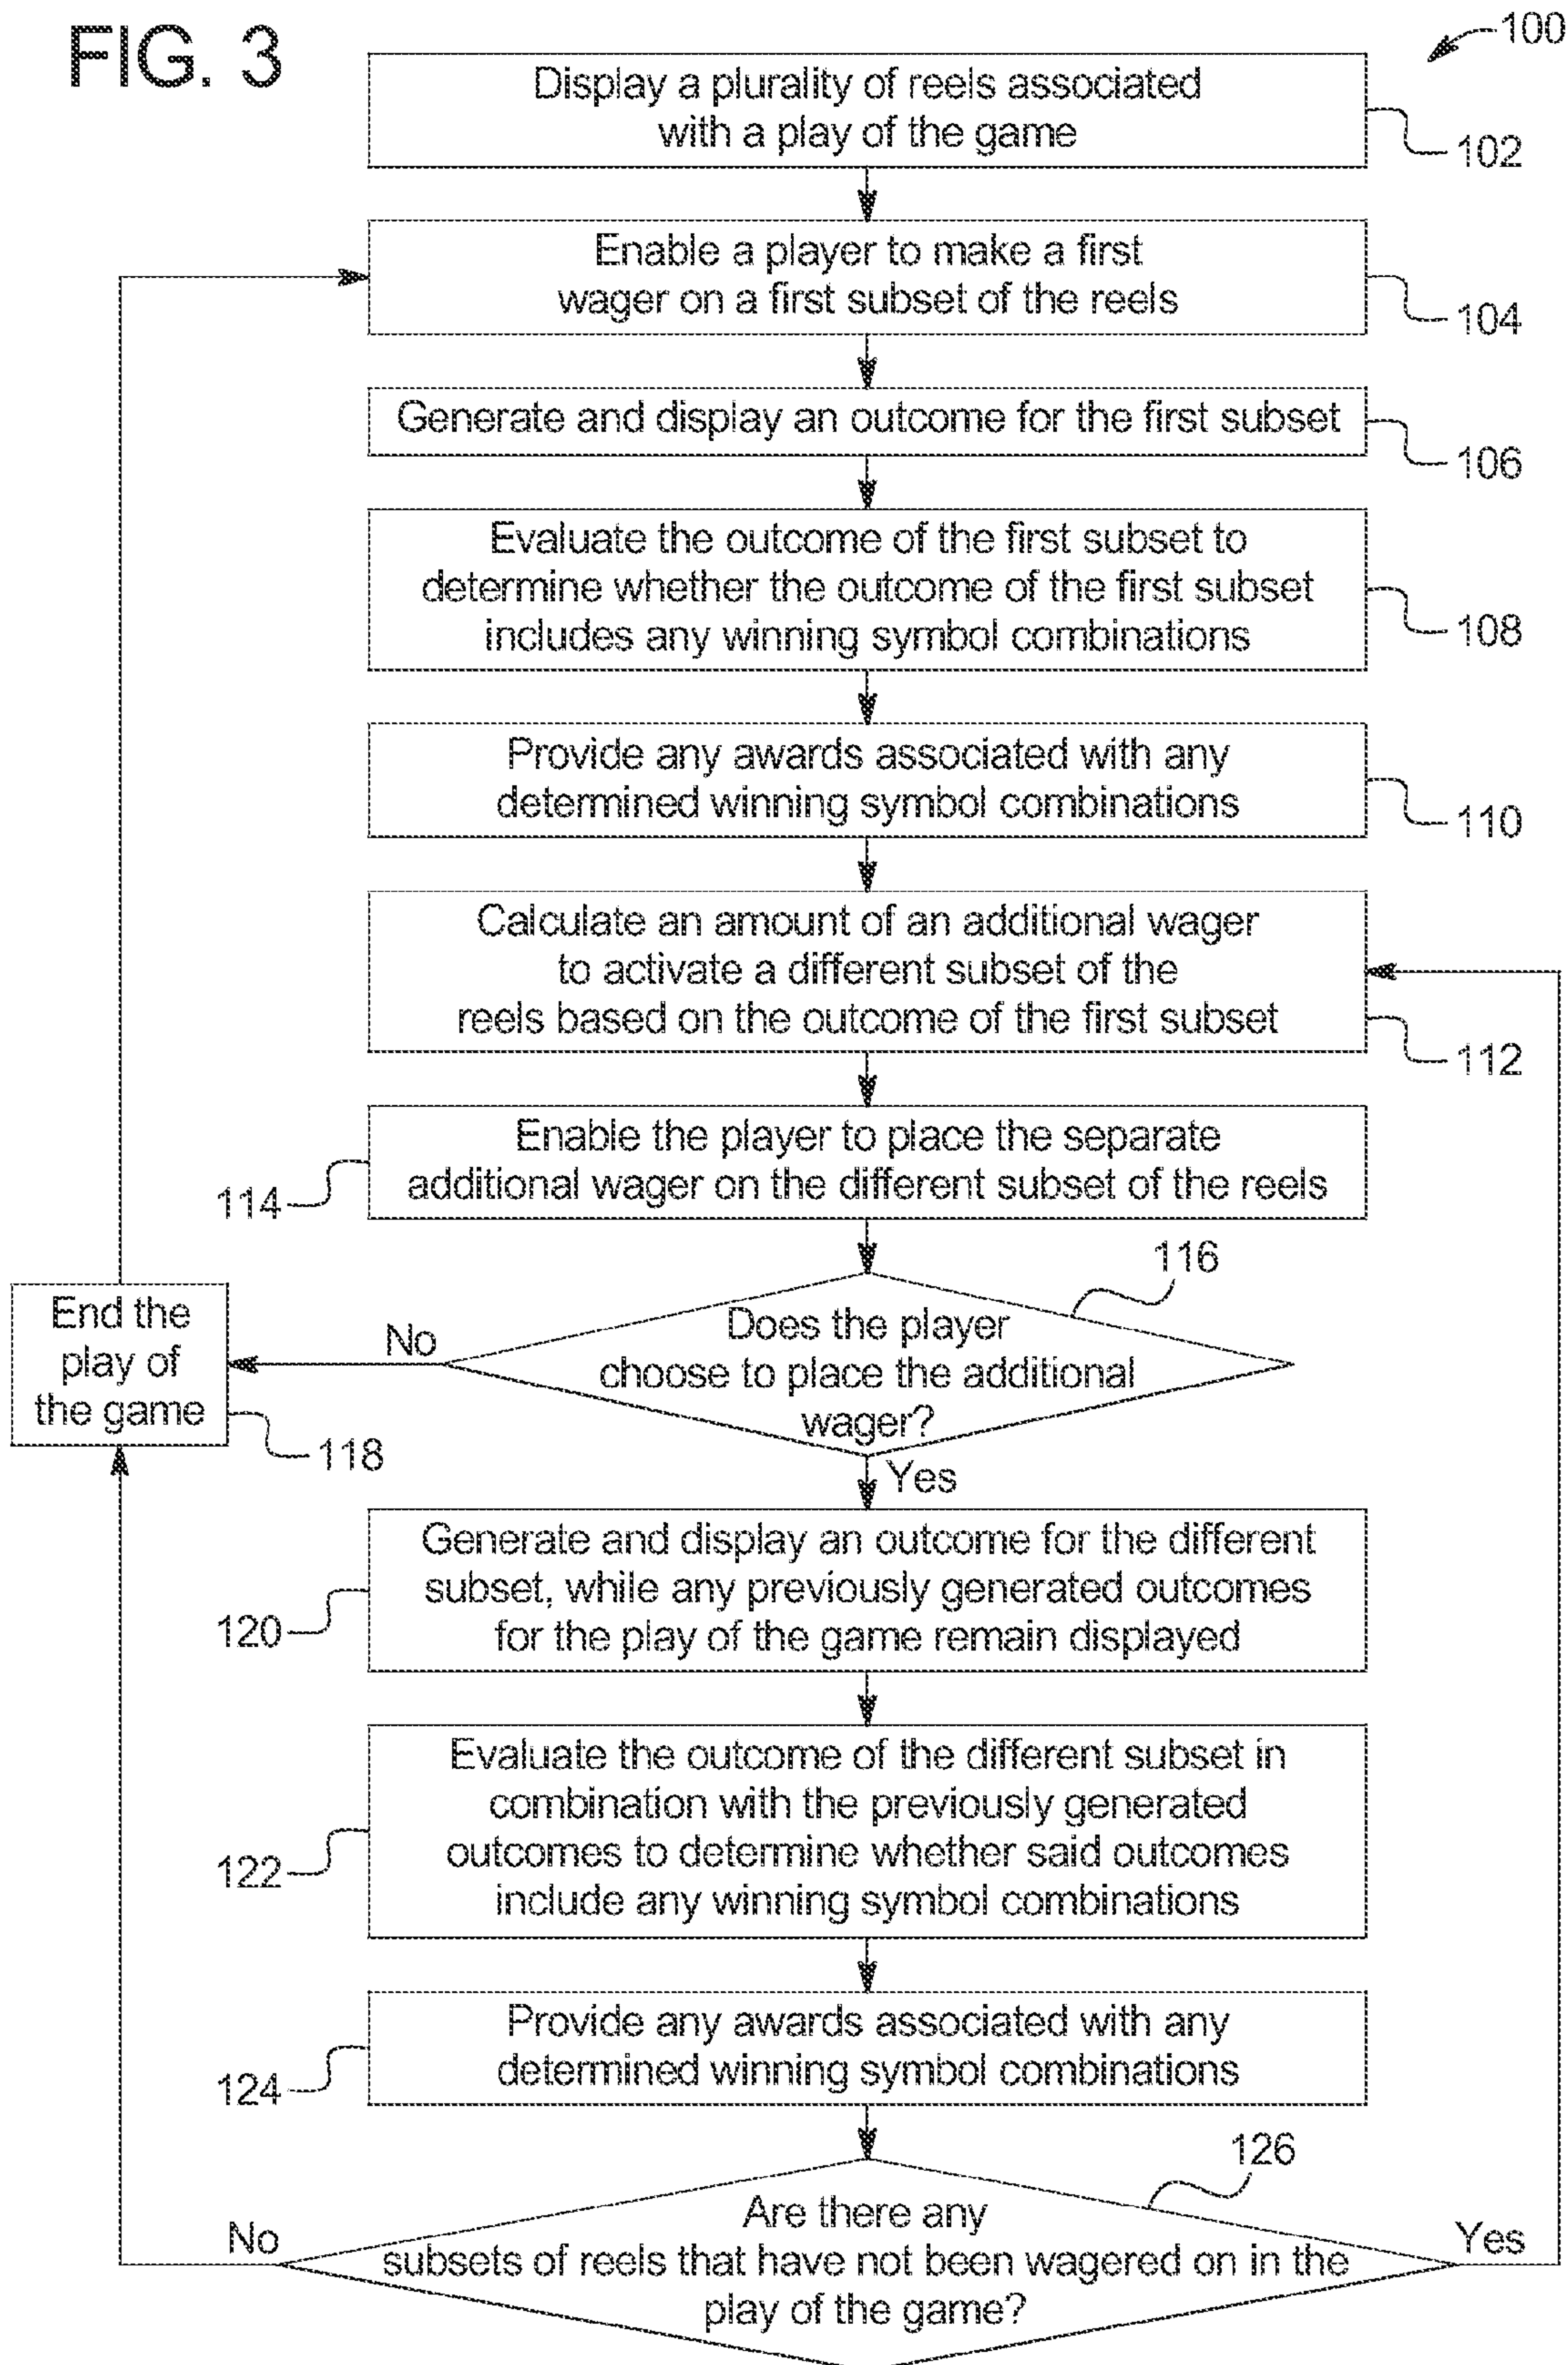 FIG. 3
100
Display a plurality of reels associated
with a play of the game
102
Enable a player to make a first
wager on a first subset of the reels
104
Generate and display an outcome for the first subset
106
Evaluate the outcome of the first subset to
determine whether the outcome of the first subset
includes any winning symbol combinations
108
Provide any awards associated with any
determined winning symbol combinations
110
Calculate an amount of an additional wager
to activate a different subset of the
reels based on the outcome of the first subset
112
Enable the player to place the separate
additional wager on the different subset of the reels
114
116
Does the player
choose to place the additional
wager?
No
End the
play of
the game
118
Yes
Generate and display an outcome for the different
subset, while any previously generated outcomes
for the play of the game remain displayed
120
Evaluate the outcome of the different subset in
combination with the previously generated
outcomes to determine whether said outcomes
include any winning symbol combinations
122
Provide any awards associated with any
determined winning symbol combinations
124
126
Are there any
subsets of reels that have not been wagered on in the
play of the game?
No
Yes